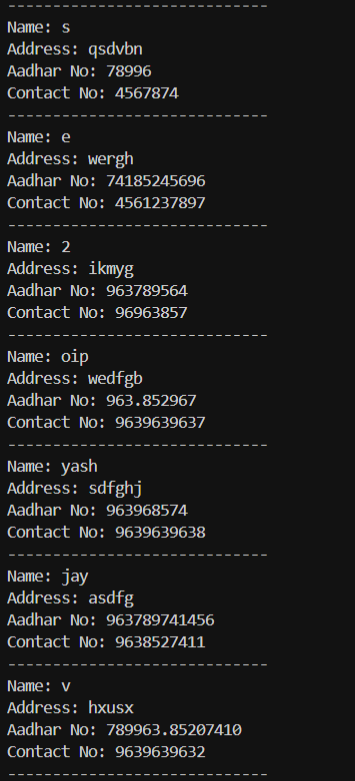 -----------------------------
Name: s
Address: qsdvbn
Aadhar No: 78996
Contact No: 4567874
-----------------------------
Name: e
Address: wergh
Aadhar No: 74185245696
Contact No: 4561237897
-----------------------------
Name: 2
Address: ikmyg
Aadhar No: 963789564
Contact No: 96963857
-----------------------------
Name: oip
Address: wedfgb
Aadhar No: 963.852967
Contact No: 9639639637
-----------------------------
Name: yash
Address: sdfghj
Aadhar No: 963968574
Contact No: 9639639638
-----------------------------
Name: jay
Address: asdfg
Aadhar No: 963789741456
Contact No: 9638527411
-----------------------------
Name: v
Address: hxusx
Aadhar No: 789963.85207410
Contact No: 9639639632
-----------------------------